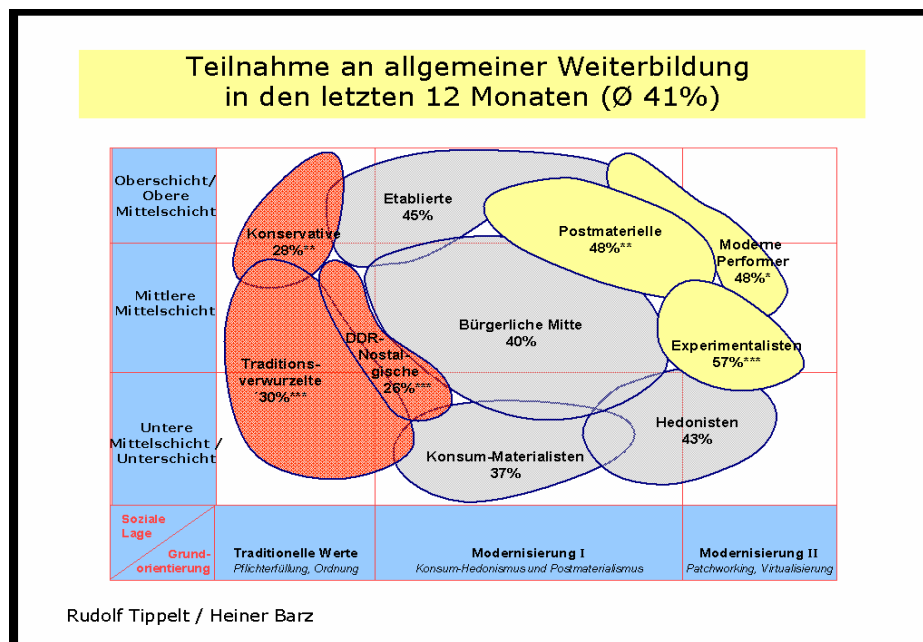 Teilnahme an allgemeiner Weiterbildung
in den letzten 12 Monaten (Ø 41%)
Oberschicht/
Obere
Mittelschicht
Etablierte
45%
Konservative
28%**
Postmaterielle
48%**
Moderne
Performer
48%*
Mittlere
Mittelschicht
Bürgerliche Mitte
40%
DDR-
Nostal-
gische
26%***
Experimentalisten
57%***
Traditions-
verwurzelte
30%***
Untere
Mittelschicht /
Unterschicht
Hedonisten
43%
Konsum-Materialisten
37%
Soziale
Lage
Grund-
orientierung
Traditionelle Werte
Pflichterfüllung, Ordnung
Modernisierung I
Konsum-Hedonismus und Postmaterialismus
Modernisierung II
Patchworking, Virtualisierung
Rudolf Tippelt / Heiner Barz